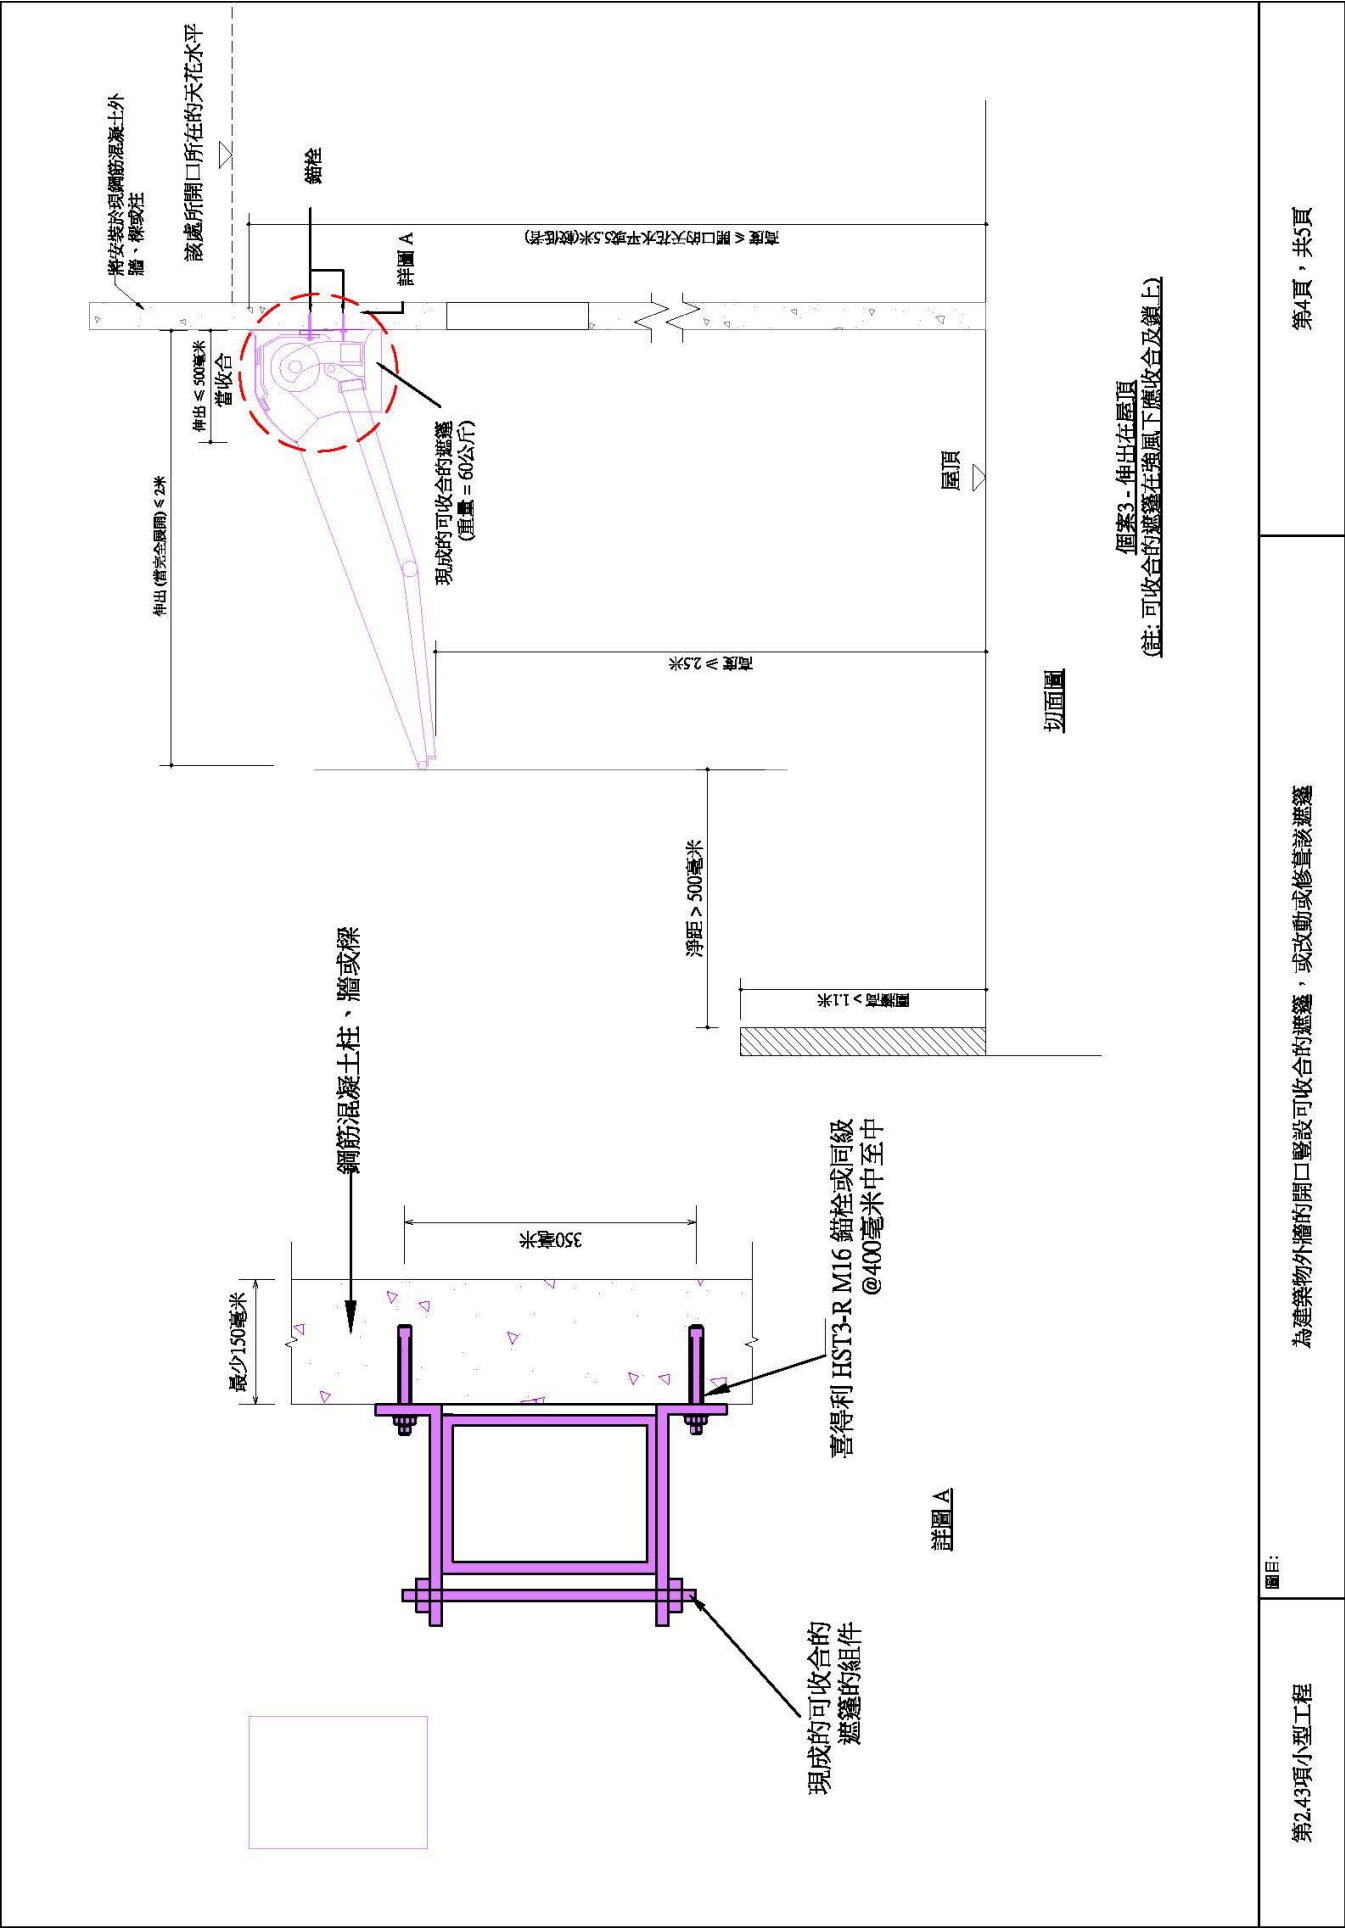 將安裝於現鋼筋混凝土外
牆、樑或柱
該處所開口所在的天花水平
伸出 (當完全展開) ≤ 2米
伸出 ≤ 500毫米
當收合
錨栓
詳圖 A
高度 ≤ 開口的天花水平或5.5米(較低者)
現成的可收合的遮篷
(重量 = 60公斤)
高度 ≥ 2.5米
屋頂
淨距 > 500毫米
圍欄高 > 1.1米
切面圖
個案3 - 伸出在屋頂
(註: 可收合的遮篷在強風下應收合及鎖上)
最少150毫米
鋼筋混凝土柱、牆或樑
350毫米
喜得利 HST3-R M16 錨栓或同級
@400毫米中至中
現成的可收合的
遮篷的組件
詳圖 A
第2.43項小型工程
圖目:
為建築物外牆的開口豎設可收合的遮篷，或改動或修葺該遮篷
第4頁，共5頁